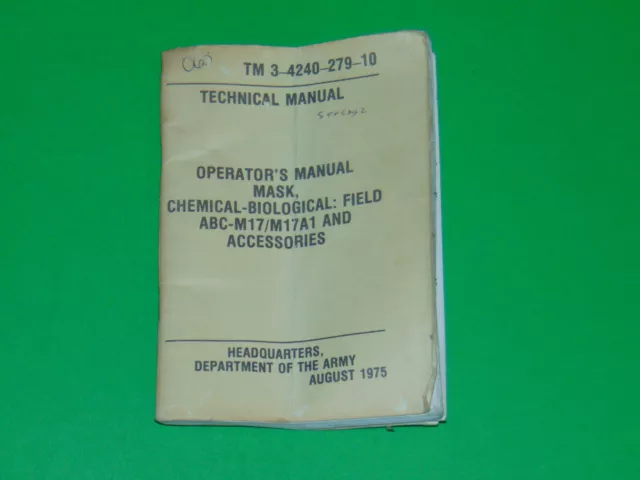 TM 3-4240-279-10
TECHNICAL MANUAL
OPERATOR'S MANUAL
MASK,
CHEMICAL-BIOLOGICAL: FIELD
ABC-M17/M17A1 AND
ACCESSORIES
HEADQUARTERS,
DEPARTMENT OF THE ARMY
AUGUST 1975